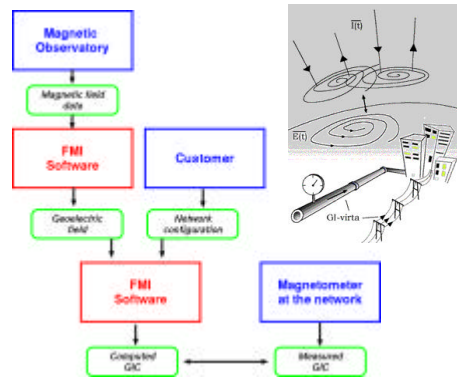 Magnetic
Observatory
Magnetic field
data
FMI
Software
Customer
Geoelectric
field
Network
configuration
FMI
Software
Magnetometer
at the network
Computed
GIC
Measured
GIC
I(t)
E(t)
GI-virta